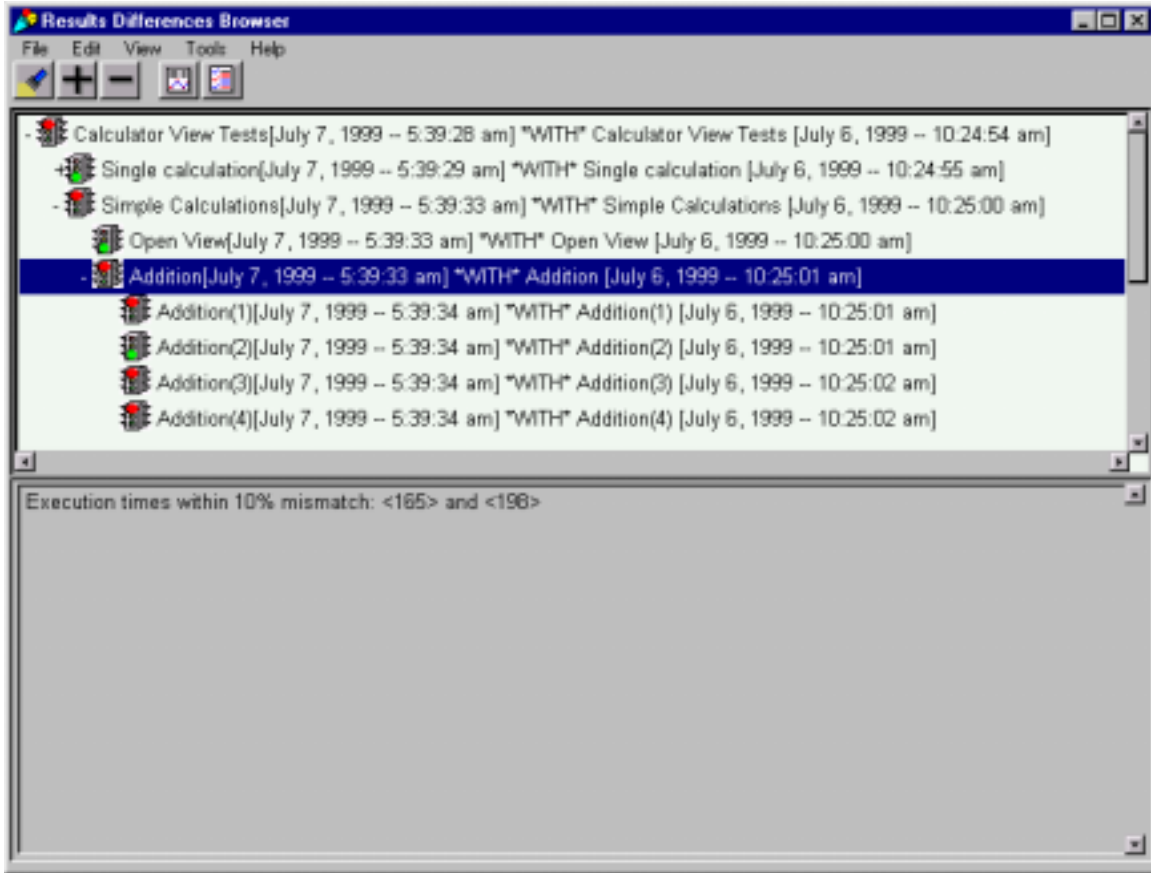 Results Differences Browser
File Edit View Tools Help
- Calculator View Tests[July 7, 1999 -- 5:39:28 am] *WITH* Calculator View Tests [July 6, 1999 -- 10:24:54 am]
+ Single calculation[July 7, 1999 -- 5:39:29 am] *WITH* Single calculation [July 6, 1999 -- 10:24:55 am]
- Simple Calculations[July 7, 1999 -- 5:39:33 am] *WITH* Simple Calculations [July 6, 1999 -- 10:25:00 am]
Open View[July 7, 1999 -- 5:39:33 am] *WITH* Open View [July 6, 1999 -- 10:25:00 am]
- Addition[July 7, 1999 -- 5:39:33 am] *WITH* Addition [July 6, 1999 -- 10:25:01 am]
Addition(1)[July 7, 1999 -- 5:39:34 am] *WITH* Addition(1) [July 6, 1999 -- 10:25:01 am]
Addition(2)[July 7, 1999 -- 5:39:34 am] *WITH* Addition(2) [July 6, 1999 -- 10:25:01 am]
Addition(3)[July 7, 1999 -- 5:39:34 am] *WITH* Addition(3) [July 6, 1999 -- 10:25:02 am]
Addition(4)[July 7, 1999 -- 5:39:34 am] *WITH* Addition(4) [July 6, 1999 -- 10:25:02 am]
Execution times within 10% mismatch: <165> and <198>